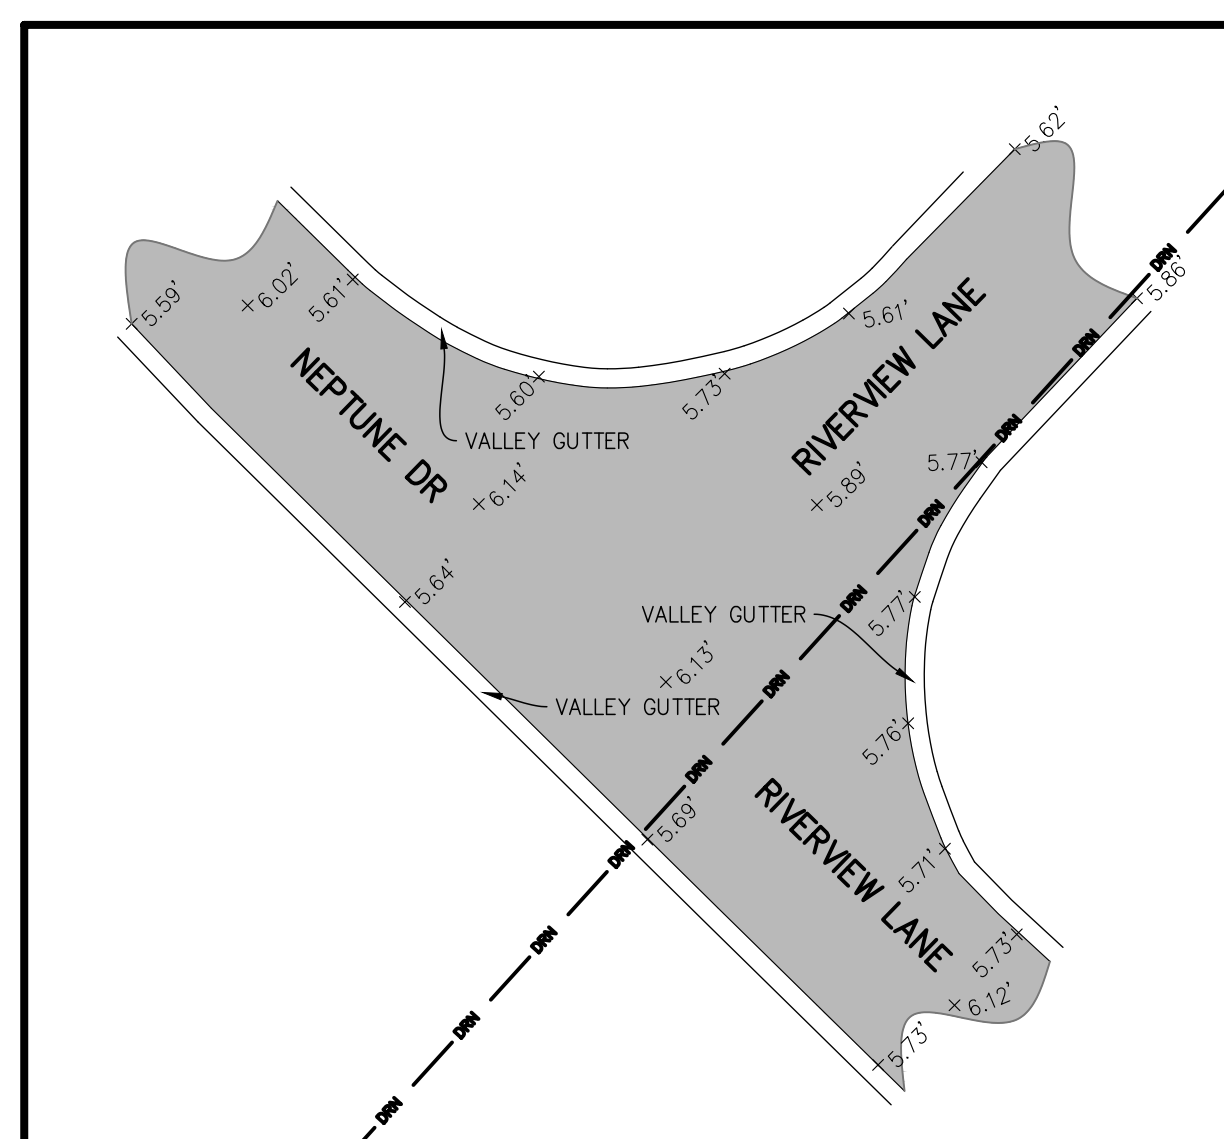 5.62'
DRN
5.86'
5.59'
6.02'
5.61'
5.61'
RIVERVIEW LANE
DRN
NEPTUNE DR
5.60'
5.73'
VALLEY GUTTER
DRN
5.77'
6.14'
5.89'
DRN
5.64'
DRN
5.77'
VALLEY GUTTER
6.13'
DRN
VALLEY GUTTER
5.76'
DRN
5.69'
RIVERVIEW LANE
DRN
5.71'
DRN
5.73'
6.12'
DRN
5.73'
DRN